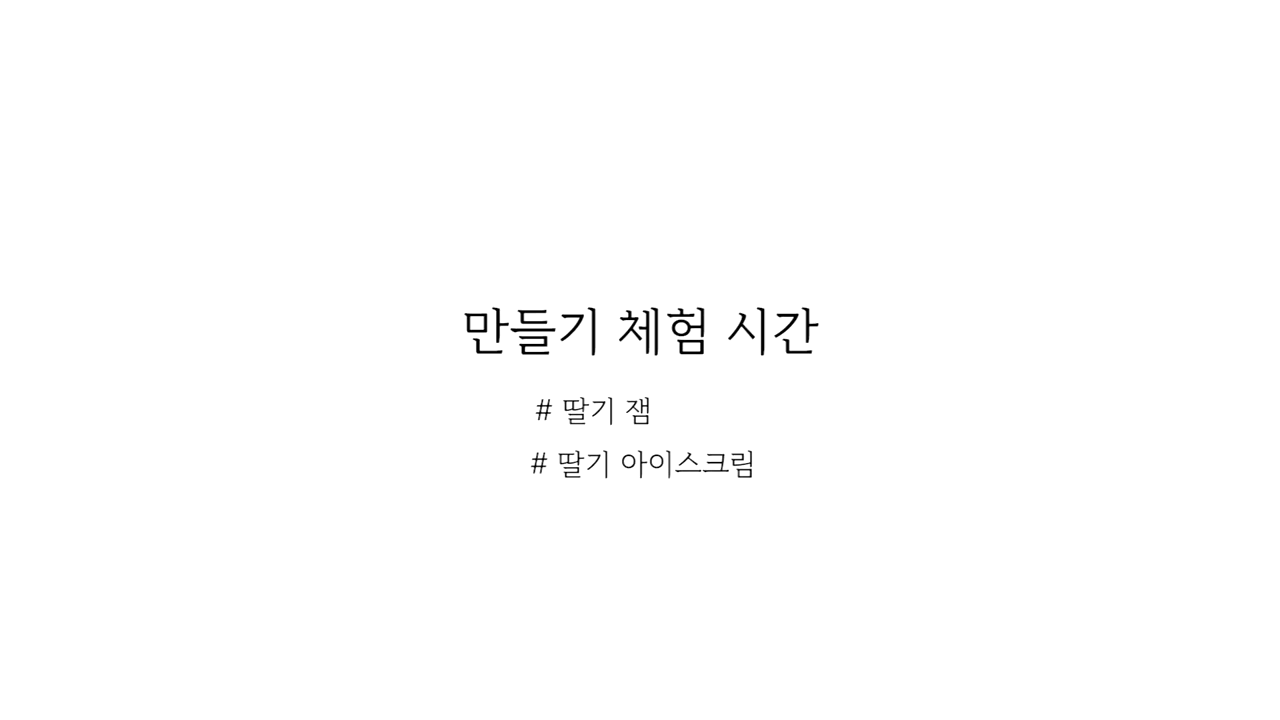 만들기 체험 시간
# 딸기 잼
# 딸기 아이스크림